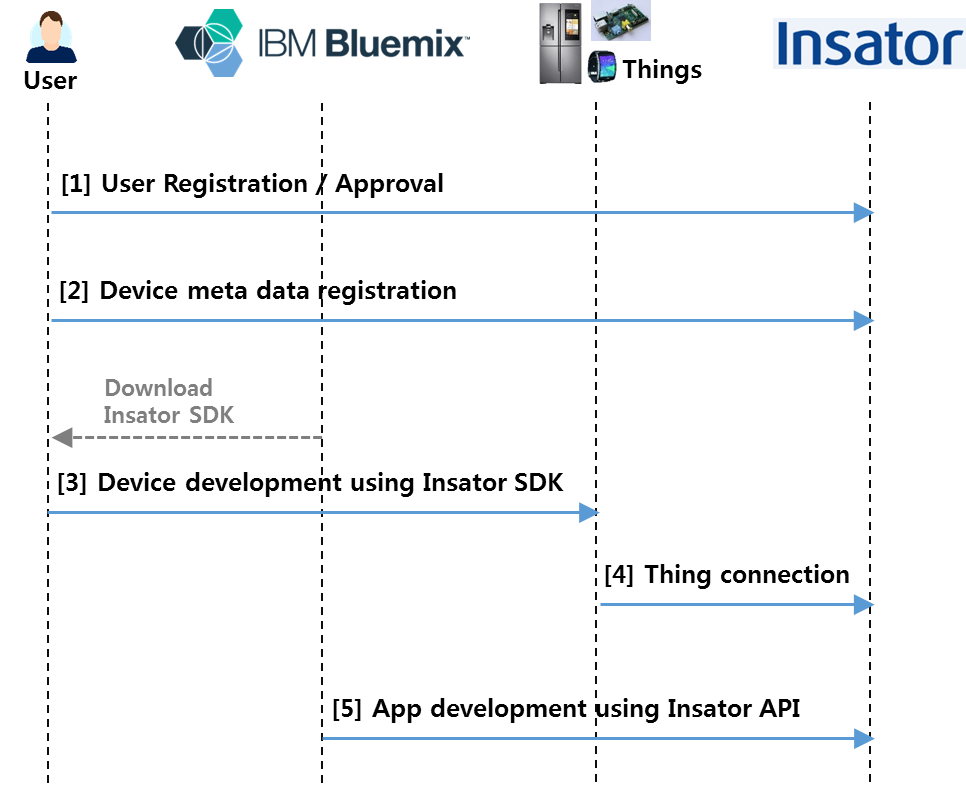 User
IBM Bluemix™
Things
Insator
[1] User Registration / Approval
[2] Device meta data registration
Download
Insator SDK
[3] Device development using Insator SDK
[4] Thing connection
[5] App development using Insator API